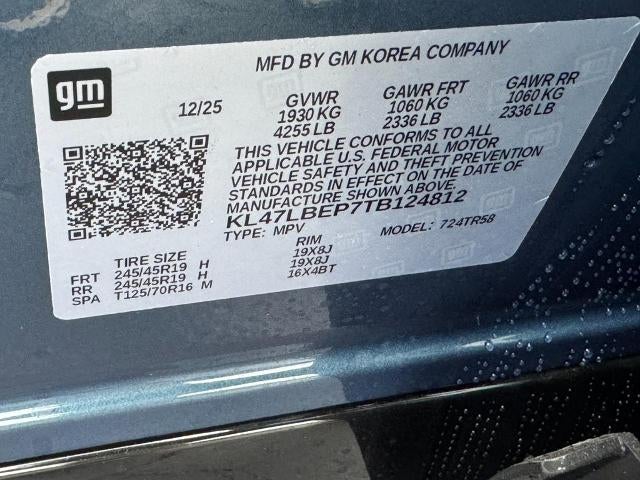 gm
MFD BY GM KOREA COMPANY
12/25 GVWR GAWR FRT GAWR RR
1930 KG 1060 KG 1060 KG
4255 LB 2336 LB 2336 LB
THIS VEHICLE CONFORMS TO ALL
APPLICABLE U.S. FEDERAL MOTOR
VEHICLE SAFETY AND THEFT PREVENTION
STANDARDS IN EFFECT ON THE DATE OF
MANUFACTURE SHOWN ABOVE.
KL47LBEP7TB124812
TYPE: MPV MODEL: 724TR58
TIRE SIZE RIM
FRT 245/45R19 H 19X8J
RR 245/45R19 H 19X8J
SPA T125/70R16 M 16X4BT